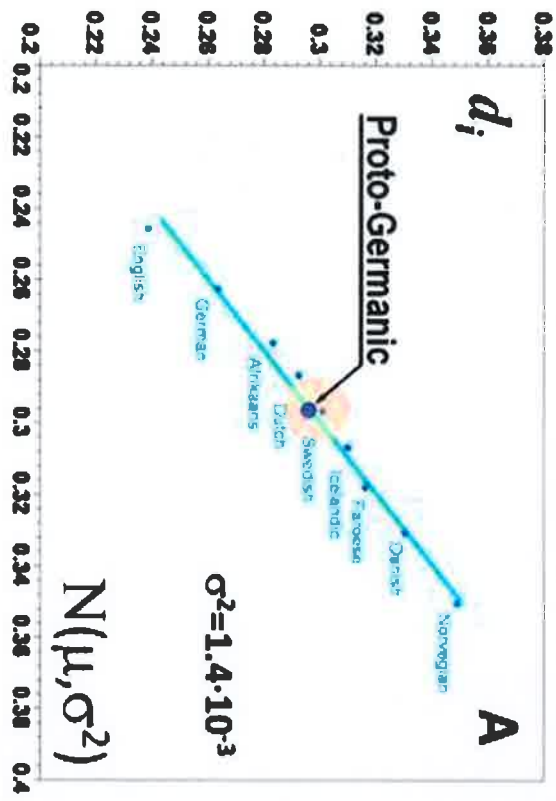 0.38
0.36
0.34
0.32
0.3
0.28
0.26
0.24
0.22
0.2
d_i
A
Proto-Germanic
Norwegian
Danish
Faroese
Icelandic
Swedish
Dutch
Afrikaans
German
English
σ²=1.4·10⁻³
N(μ,σ²)
0.2 0.22 0.24 0.26 0.28 0.3 0.32 0.34 0.36 0.38 0.4